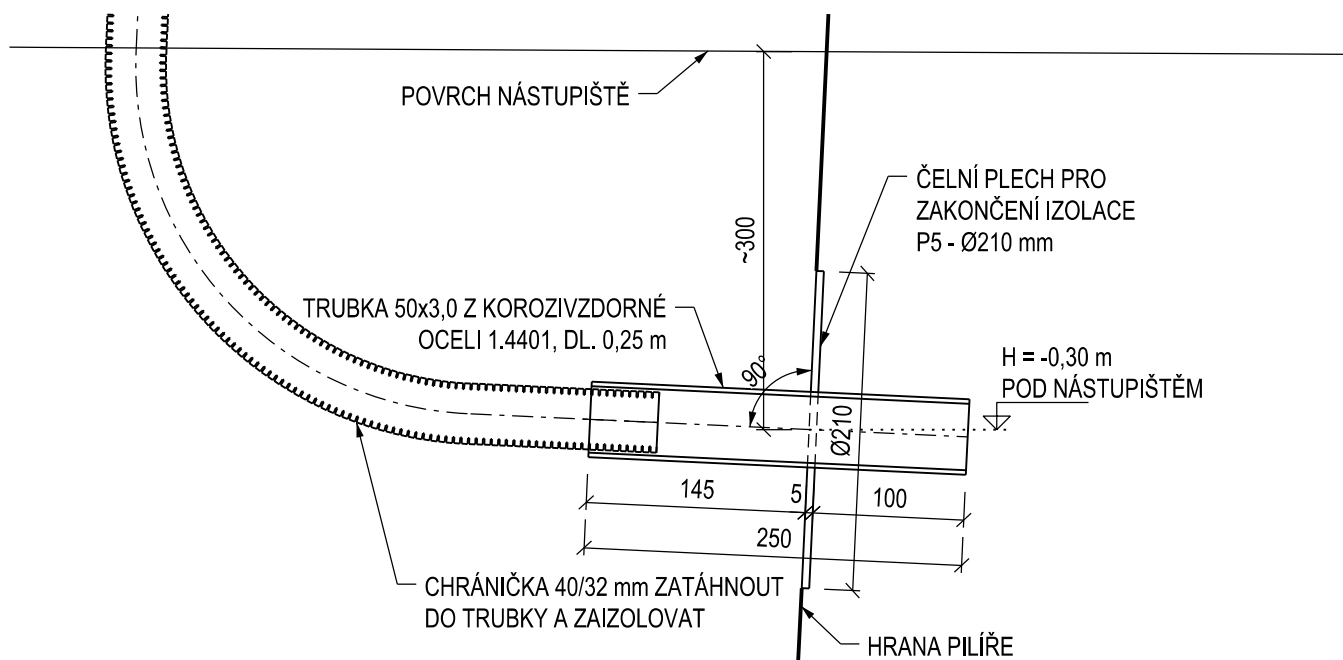 POVRCH NÁSTUPIŠTĚ
~300
ČELNÍ PLECH PRO
ZAKONČENÍ IZOLACE
P5 - Ø210 mm
TRUBKA 50x3,0 Z KOROZIVZDORNÉ
OCELI 1.4401, DL. 0,25 m
90°
H = -0,30 m
POD NÁSTUPIŠTĚM
Ø210
145
5
100
250
CHRÁNIČKA 40/32 mm ZATÁHNOUT
DO TRUBKY A ZAIZOLOVAT
HRANA PILÍŘE